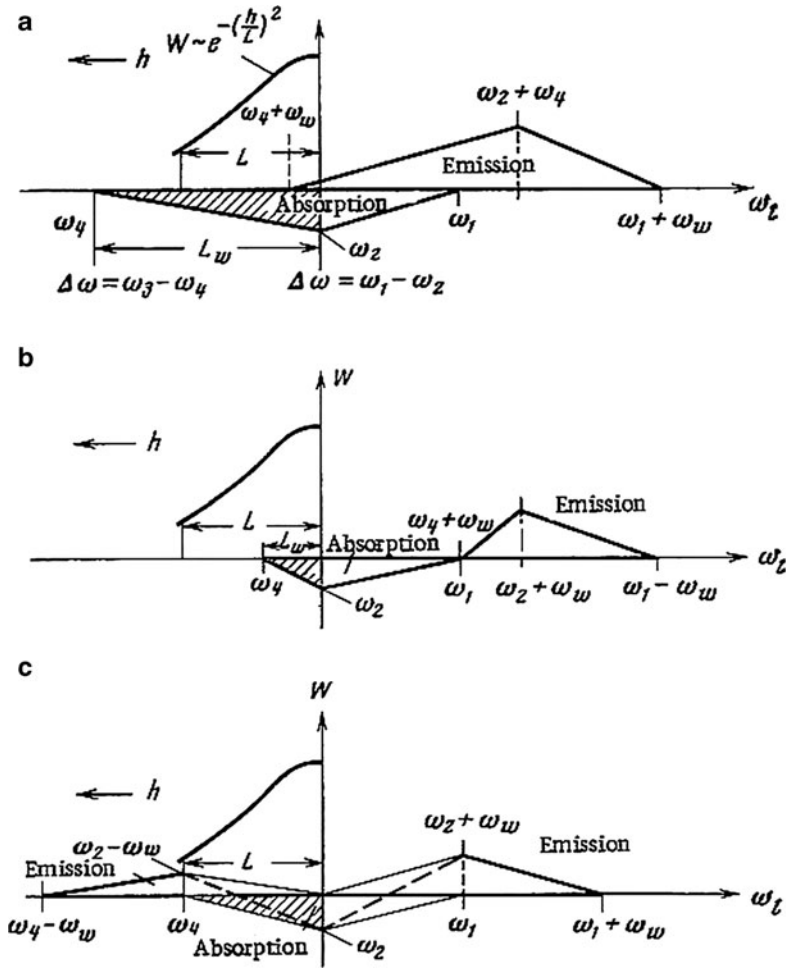 a
h
W~e^-(h/L)^2
ω4+ωw
ω2+ω4
L
Emission
Absorption
ω4
ω1
ω1+ωw
ωt
Lw
ω2
Δω=ω3-ω4
Δω=ω1-ω2
b
W
h
L
Lw
Absorption
ω4+ωw
Emission
ω4
ω2
ω1
ω2+ωw
ω1-ωw
ωt
c
W
h
ω2-ωw
L
ω2+ωw
Emission
Emission
ωt
ω4-ωw
ω4
Absorption
ω2
ω1
ω1+ωw